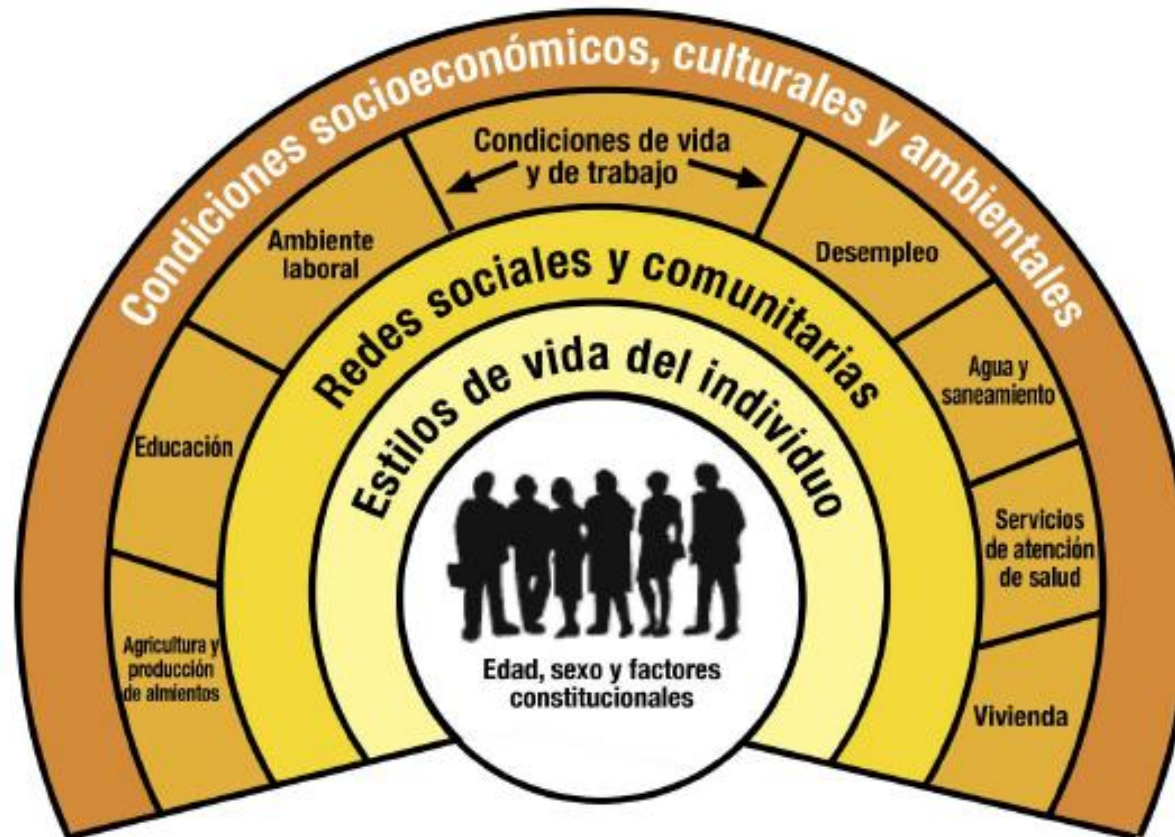 Condiciones socioeconómicos, culturales y ambientales
Condiciones de vida
y de trabajo
Ambiente
laboral
Desempleo
Educación
Agua y
saneamiento
Servicios
de atención
de salud
Agricultura y
producción
de almientos
Vivienda
Redes sociales y comunitarias
Estilos de vida del individuo
Edad, sexo y factores
constitucionales